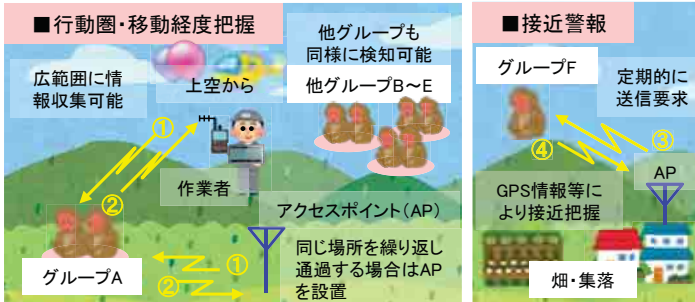 ■行動圏・移動経度把握
広範囲に情
報収集可能
上空から
他グループも
同様に検知可能
他グループB～E
①
②
作業者
グループA
アクセスポイント（AP）
①
②
同じ場所を繰り返し
通過する場合はAP
を設置
■接近警報
グループF
定期的に
送信要求
③
④
AP
GPS情報等に
より接近把握
畑・集落